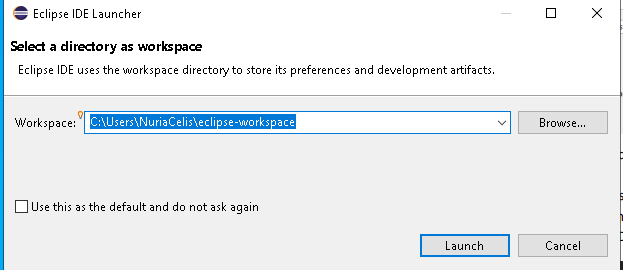 Eclipse IDE Launcher
Select a directory as workspace
Eclipse IDE uses the workspace directory to store its preferences and development artifacts.
Workspace: C:\Users\NuriaCelis\eclipse-workspace Browse...
Use this as the default and do not ask again
Launch Cancel